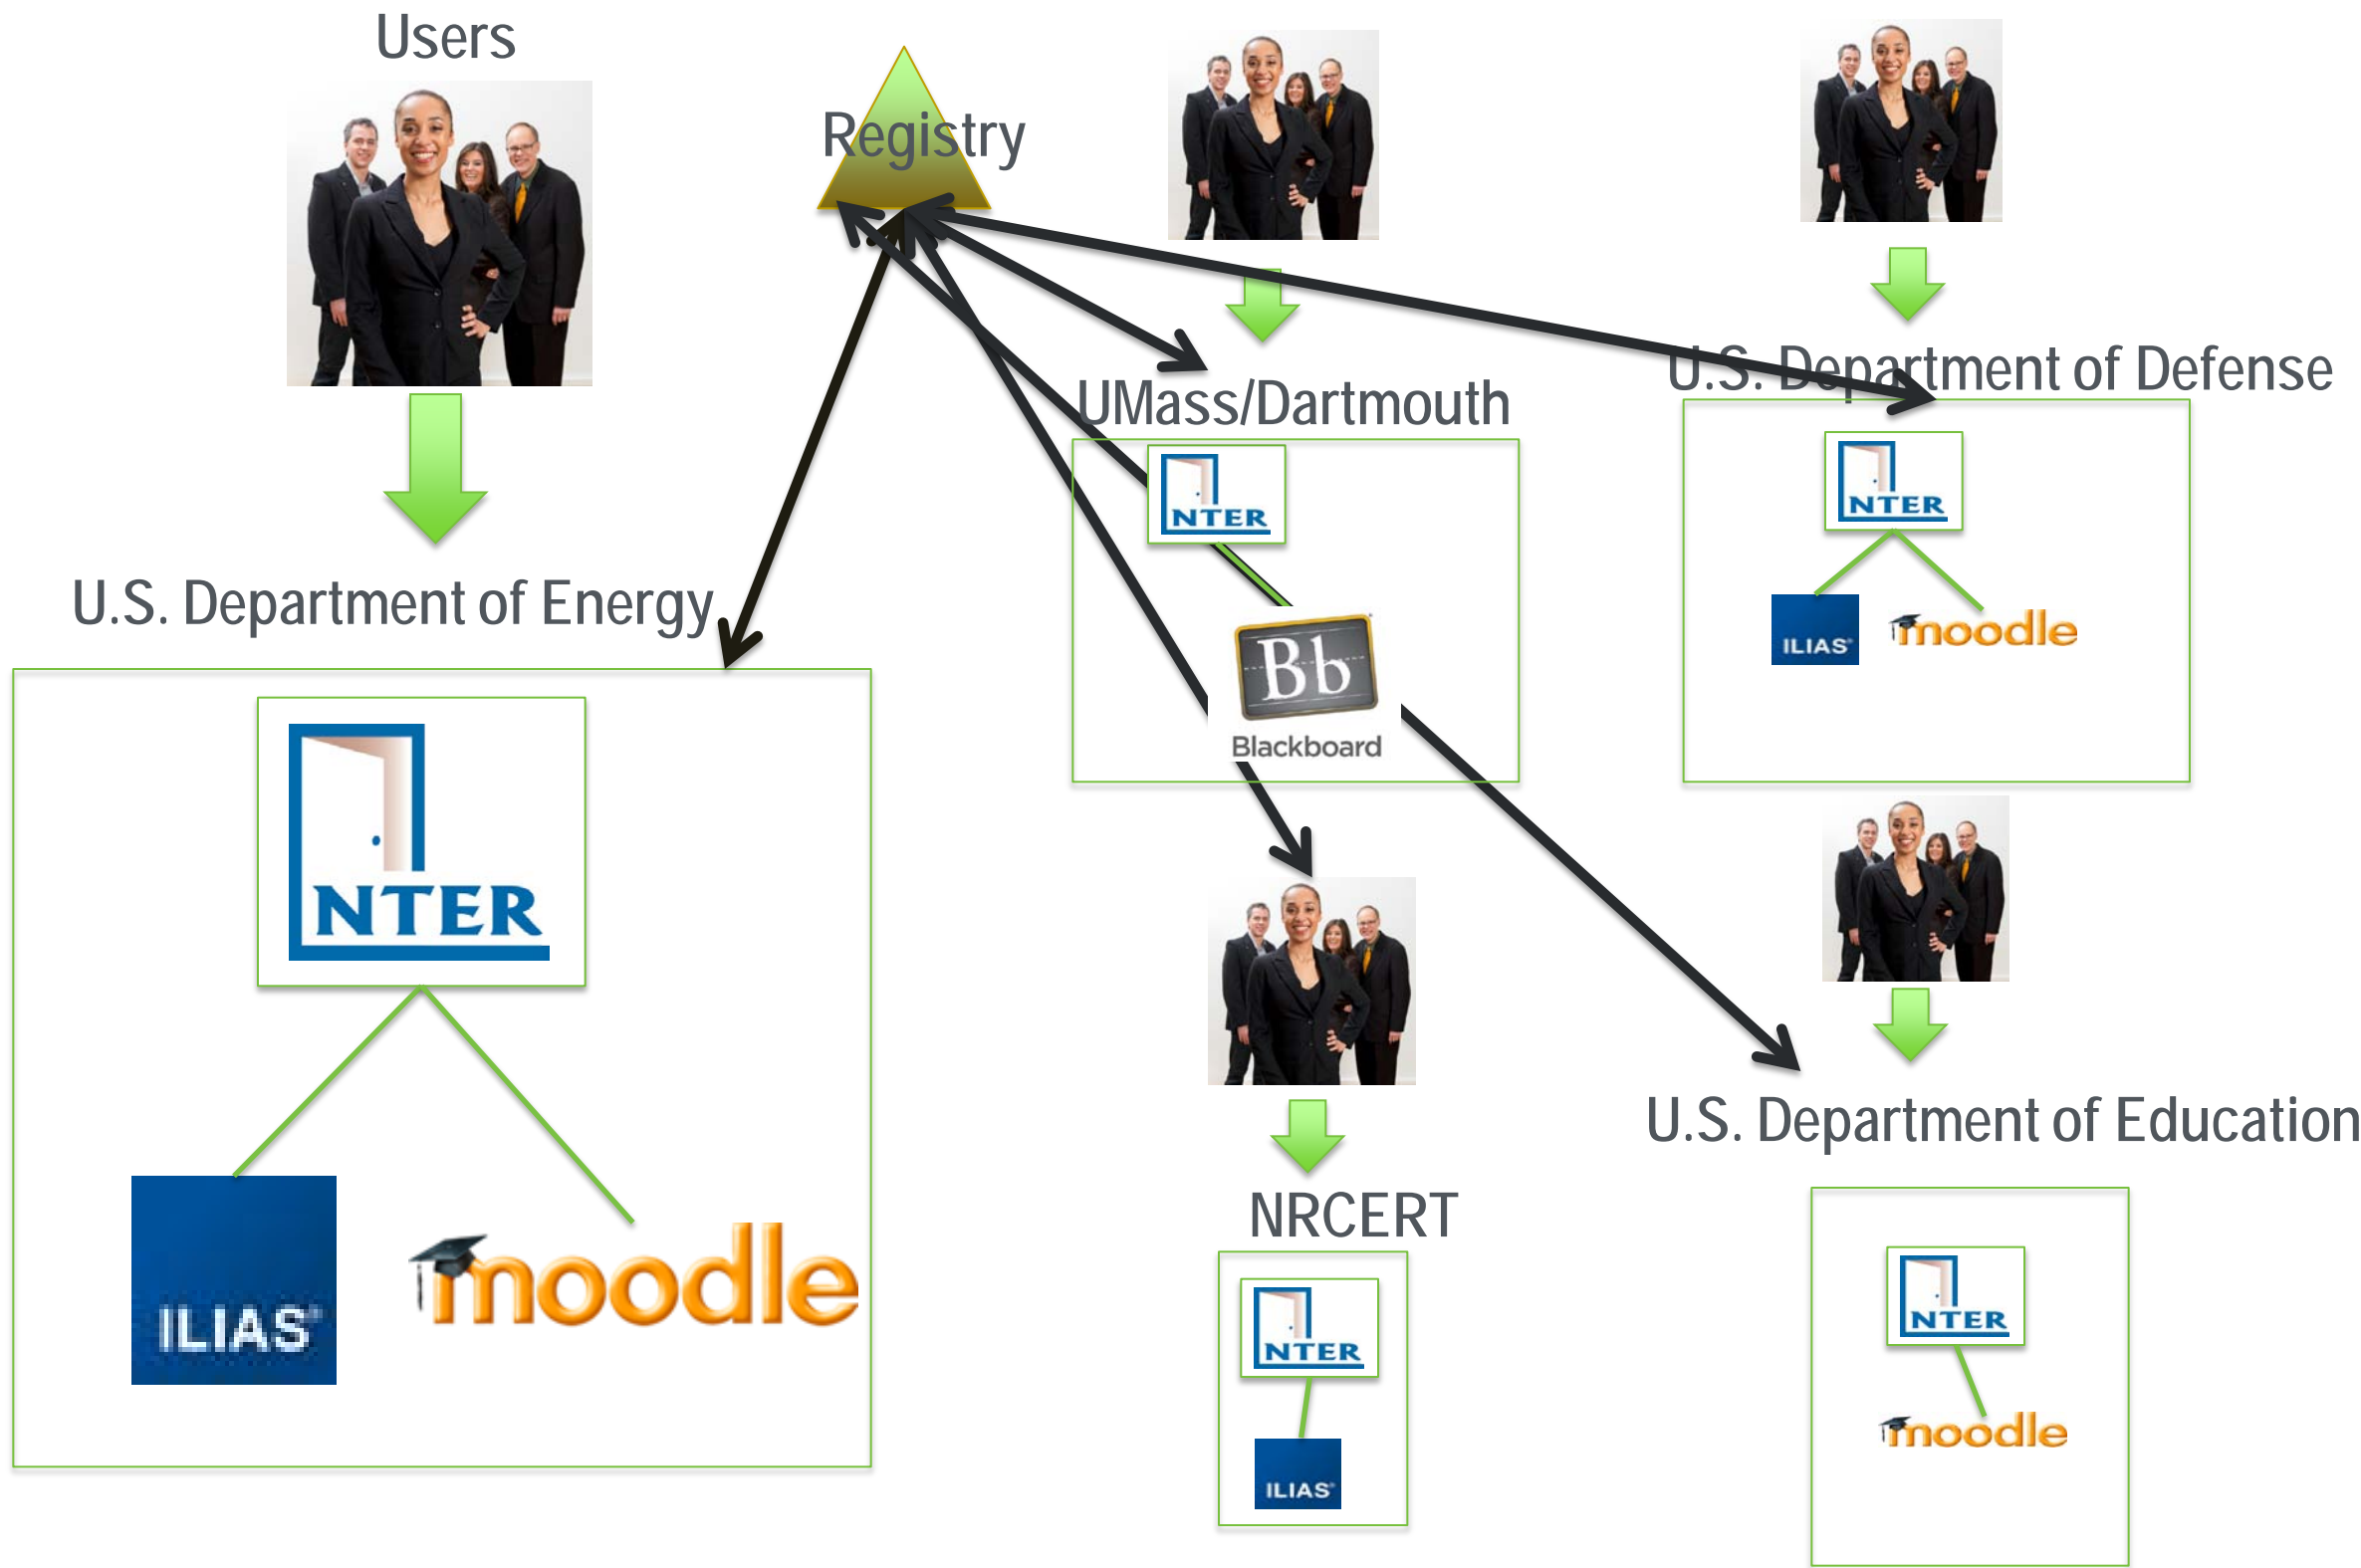 Users
Registry
UMass/Dartmouth
U.S. Department of Defense
NTER
NTER
ILIAS
moodle
Bb
Blackboard
U.S. Department of Energy
NTER
ILIAS
moodle
U.S. Department of Education
NRCERT
NTER
ILIAS
NTER
moodle